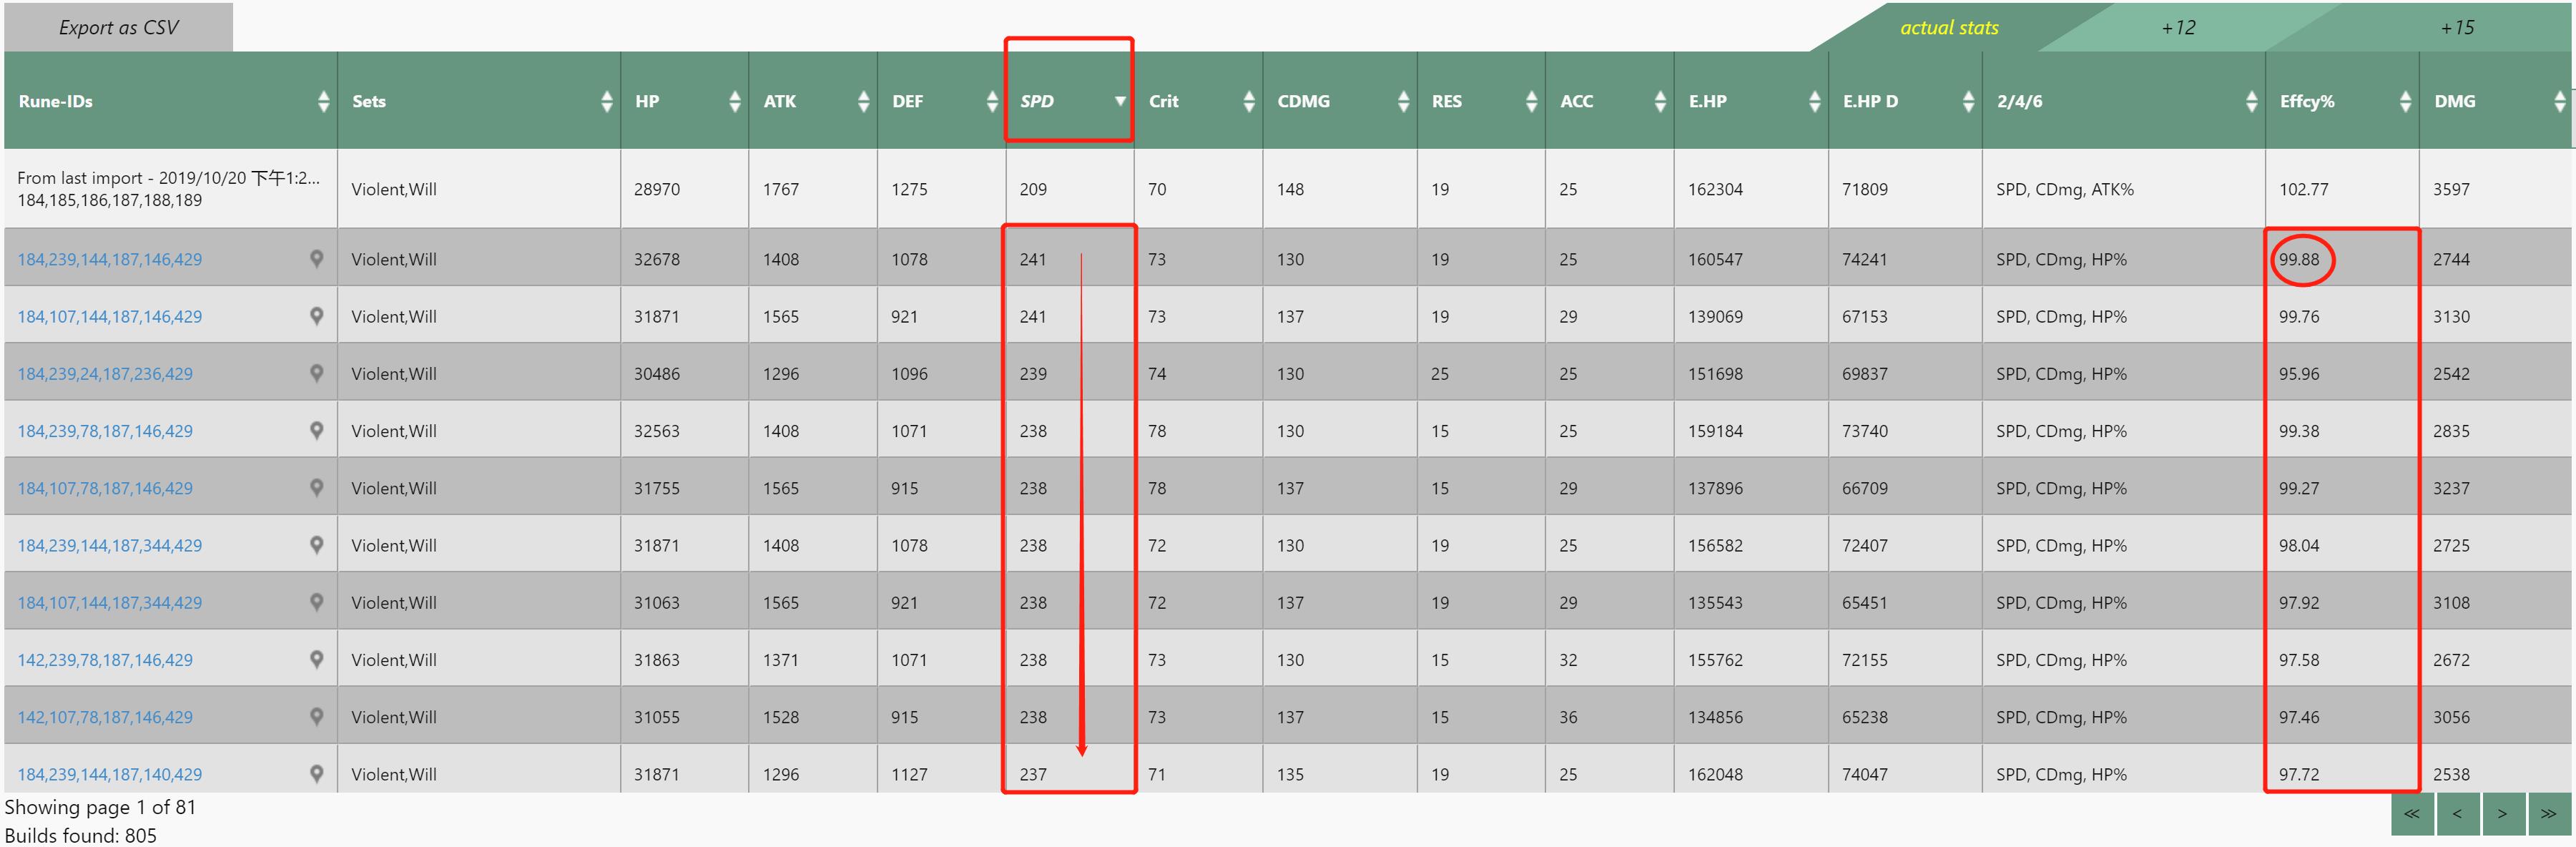 Export as CSV
actual stats +12 +15
Rune-IDs Sets HP ATK DEF SPD Crit CDMG RES ACC E.HP E.HP D 2/4/6 Effcy% DMG
From last import - 2019/10/20 下午1:2...
184,185,186,187,188,189 Violent,Will 28970 1767 1275 209 70 148 19 25 162304 71809 SPD, CDmg, ATK% 102.77 3597
184,239,144,187,146,429 Violent,Will 32678 1408 1078 241 73 130 19 25 160547 74241 SPD, CDmg, HP% 99.88 2744
184,107,144,187,146,429 Violent,Will 31871 1565 921 241 73 137 19 29 139069 67153 SPD, CDmg, HP% 99.76 3130
184,239,24,187,236,429 Violent,Will 30486 1296 1096 239 74 130 25 25 151698 69837 SPD, CDmg, HP% 95.96 2542
184,239,78,187,146,429 Violent,Will 32563 1408 1071 238 78 130 15 25 159184 73740 SPD, CDmg, HP% 99.38 2835
184,107,78,187,146,429 Violent,Will 31755 1565 915 238 78 137 15 29 137896 66709 SPD, CDmg, HP% 99.27 3237
184,239,144,187,344,429 Violent,Will 31871 1408 1078 238 72 130 19 25 156582 72407 SPD, CDmg, HP% 98.04 2725
184,107,144,187,344,429 Violent,Will 31063 1565 921 238 72 137 19 29 135543 65451 SPD, CDmg, HP% 97.92 3108
142,239,78,187,146,429 Violent,Will 31863 1371 1071 238 73 130 15 32 155762 72155 SPD, CDmg, HP% 97.58 2672
142,107,78,187,146,429 Violent,Will 31055 1528 915 238 73 137 15 36 134856 65238 SPD, CDmg, HP% 97.46 3056
184,239,144,187,140,429 Violent,Will 31871 1296 1127 237 71 135 19 25 162048 74047 SPD, CDmg, HP% 97.72 2538
Showing page 1 of 81
Builds found: 805
≪ < > ≫